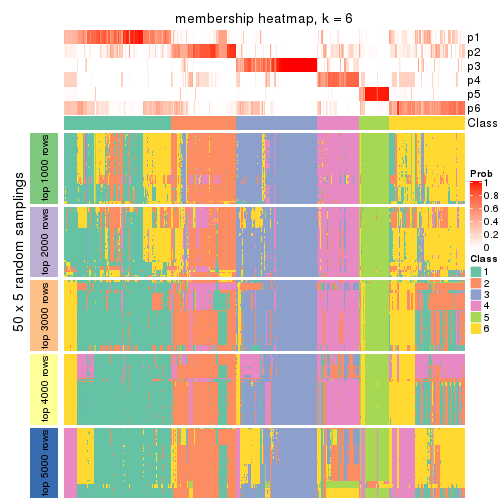 membership heatmap, k = 6
p1
p2
p3
p4
p5
p6
Class
50 x 5 random samplings
top 1000 rows
top 2000 rows
top 3000 rows
top 4000 rows
top 5000 rows
Prob
1
0.8
0.6
0.4
0.2
0
Class
1
2
3
4
5
6